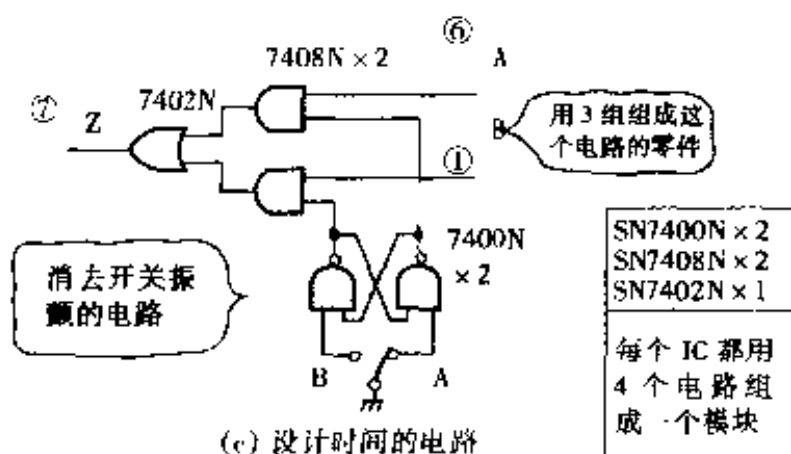 ⑥
7408N × 2
A
7402N
⑦
Z
用 3 组组成这
个电路的零件
①
7400N
× 2
消去开关振
颤的电路
SN7400N × 2
SN7408N × 2
SN7402N × 1
每个 IC 都用
4 个电路组
成一个模块
B
A
(c) 设计时间的电路